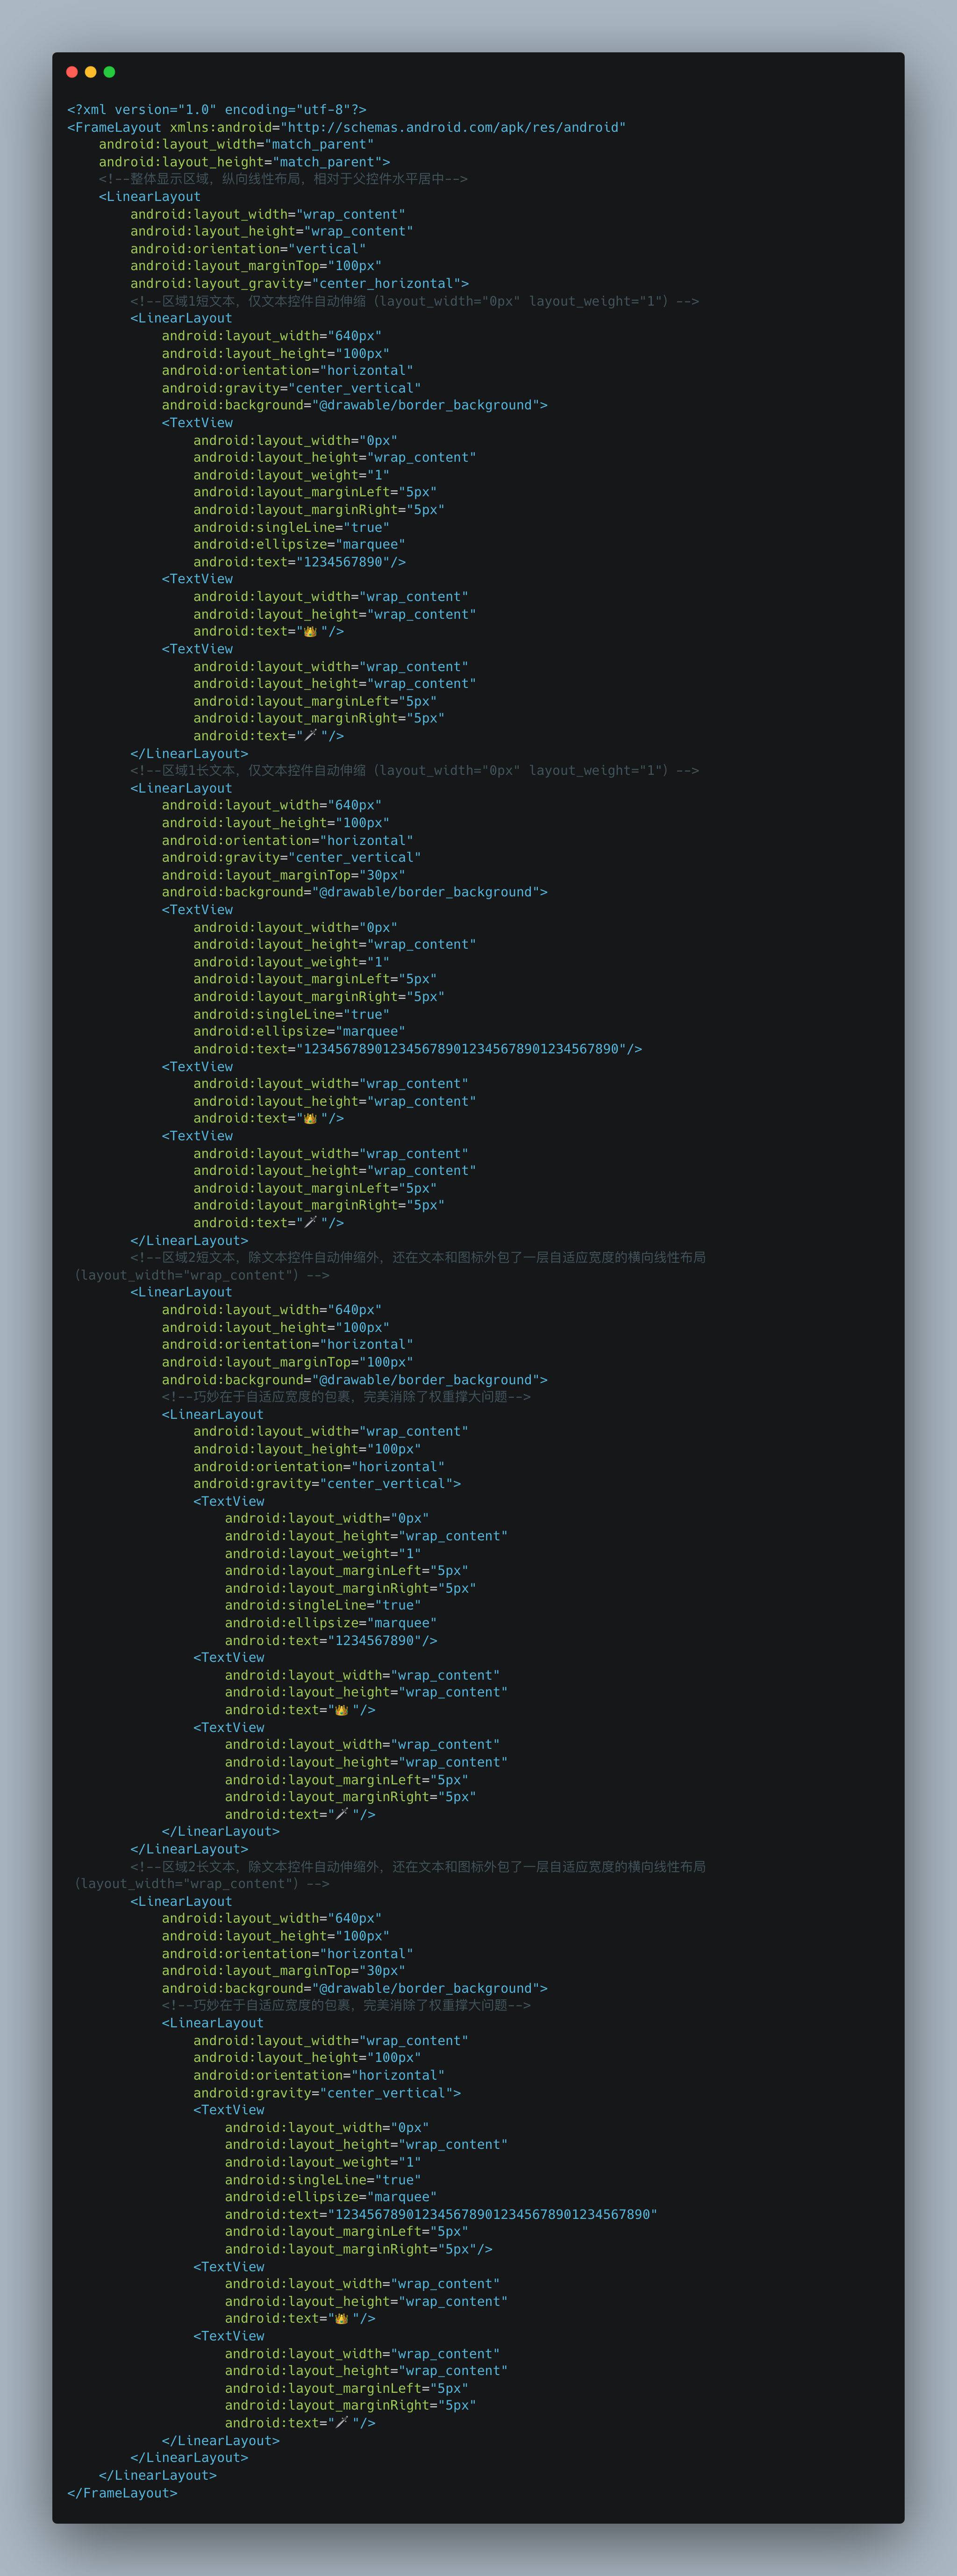 <?xml version="1.0" encoding="utf-8"?>
<FrameLayout xmlns:android="http://schemas.android.com/apk/res/android"
    android:layout_width="match_parent"
    android:layout_height="match_parent">
    <!--整体显示区域，纵向线性布局，相对于父控件水平居中-->
    <LinearLayout
        android:layout_width="wrap_content"
        android:layout_height="wrap_content"
        android:orientation="vertical"
        android:layout_marginTop="100px"
        android:layout_gravity="center_horizontal">
        <!--区域1短文本，仅文本控件自动伸缩（layout_width="0px" layout_weight="1"）-->
        <LinearLayout
            android:layout_width="640px"
            android:layout_height="100px"
            android:orientation="horizontal"
            android:gravity="center_vertical"
            android:background="@drawable/border_background">
            <TextView
                android:layout_width="0px"
                android:layout_height="wrap_content"
                android:layout_weight="1"
                android:layout_marginLeft="5px"
                android:layout_marginRight="5px"
                android:singleLine="true"
                android:ellipsize="marquee"
                android:text="1234567890"/>
            <TextView
                android:layout_width="wrap_content"
                android:layout_height="wrap_content"
                android:text="👑"/>
            <TextView
                android:layout_width="wrap_content"
                android:layout_height="wrap_content"
                android:layout_marginLeft="5px"
                android:layout_marginRight="5px"
                android:text="🗡"/>
        </LinearLayout>
        <!--区域1长文本，仅文本控件自动伸缩（layout_width="0px" layout_weight="1"）-->
        <LinearLayout
            android:layout_width="640px"
            android:layout_height="100px"
            android:orientation="horizontal"
            android:gravity="center_vertical"
            android:layout_marginTop="30px"
            android:background="@drawable/border_background">
            <TextView
                android:layout_width="0px"
                android:layout_height="wrap_content"
                android:layout_weight="1"
                android:layout_marginLeft="5px"
                android:layout_marginRight="5px"
                android:singleLine="true"
                android:ellipsize="marquee"
                android:text="1234567890123456789012345678901234567890"/>
            <TextView
                android:layout_width="wrap_content"
                android:layout_height="wrap_content"
                android:text="👑"/>
            <TextView
                android:layout_width="wrap_content"
                android:layout_height="wrap_content"
                android:layout_marginLeft="5px"
                android:layout_marginRight="5px"
                android:text="🗡"/>
        </LinearLayout>
        <!--区域2短文本，除文本控件自动伸缩外，还在文本和图标外包了一层自适应宽度的横向线性布局
（layout_width="wrap_content"）-->
        <LinearLayout
            android:layout_width="640px"
            android:layout_height="100px"
            android:orientation="horizontal"
            android:layout_marginTop="100px"
            android:background="@drawable/border_background">
            <!--巧妙在于自适应宽度的包裹，完美消除了权重撑大问题-->
            <LinearLayout
                android:layout_width="wrap_content"
                android:layout_height="100px"
                android:orientation="horizontal"
                android:gravity="center_vertical">
                <TextView
                    android:layout_width="0px"
                    android:layout_height="wrap_content"
                    android:layout_weight="1"
                    android:layout_marginLeft="5px"
                    android:layout_marginRight="5px"
                    android:singleLine="true"
                    android:ellipsize="marquee"
                    android:text="1234567890"/>
                <TextView
                    android:layout_width="wrap_content"
                    android:layout_height="wrap_content"
                    android:text="👑"/>
                <TextView
                    android:layout_width="wrap_content"
                    android:layout_height="wrap_content"
                    android:layout_marginLeft="5px"
                    android:layout_marginRight="5px"
                    android:text="🗡"/>
            </LinearLayout>
        </LinearLayout>
        <!--区域2长文本，除文本控件自动伸缩外，还在文本和图标外包了一层自适应宽度的横向线性布局
（layout_width="wrap_content"）-->
        <LinearLayout
            android:layout_width="640px"
            android:layout_height="100px"
            android:orientation="horizontal"
            android:layout_marginTop="30px"
            android:background="@drawable/border_background">
            <!--巧妙在于自适应宽度的包裹，完美消除了权重撑大问题-->
            <LinearLayout
                android:layout_width="wrap_content"
                android:layout_height="100px"
                android:orientation="horizontal"
                android:gravity="center_vertical">
                <TextView
                    android:layout_width="0px"
                    android:layout_height="wrap_content"
                    android:layout_weight="1"
                    android:singleLine="true"
                    android:ellipsize="marquee"
                    android:text="1234567890123456789012345678901234567890"
                    android:layout_marginLeft="5px"
                    android:layout_marginRight="5px"/>
                <TextView
                    android:layout_width="wrap_content"
                    android:layout_height="wrap_content"
                    android:text="👑"/>
                <TextView
                    android:layout_width="wrap_content"
                    android:layout_height="wrap_content"
                    android:layout_marginLeft="5px"
                    android:layout_marginRight="5px"
                    android:text="🗡"/>
            </LinearLayout>
        </LinearLayout>
    </LinearLayout>
</FrameLayout>